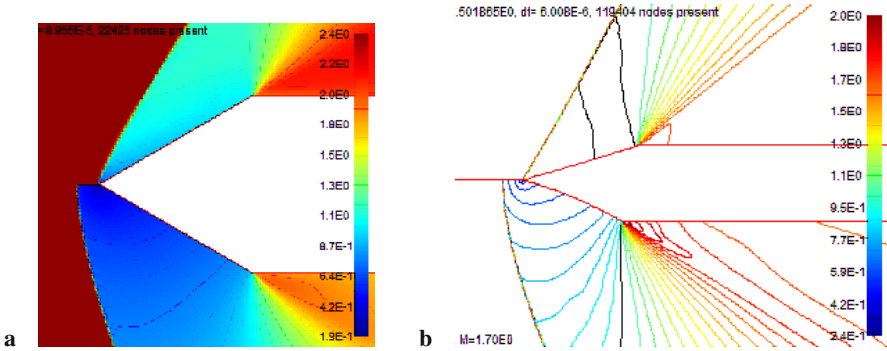 =8.955E-5, 22425 nodes present
2.4E0
2.2E0
2.0E0
1.8E0
1.5E0
1.3E0
1.1E0
8.7E-1
6.4E-1
4.2E-1
1.9E-1
a
.501865E0, dt= 6.008E-6, 119404 nodes present
2.0E0
1.8E0
1.7E0
1.5E0
1.3E0
1.1E0
9.5E-1
7.7E-1
5.9E-1
4.2E-1
2.4E-1
M=1.70E0
b